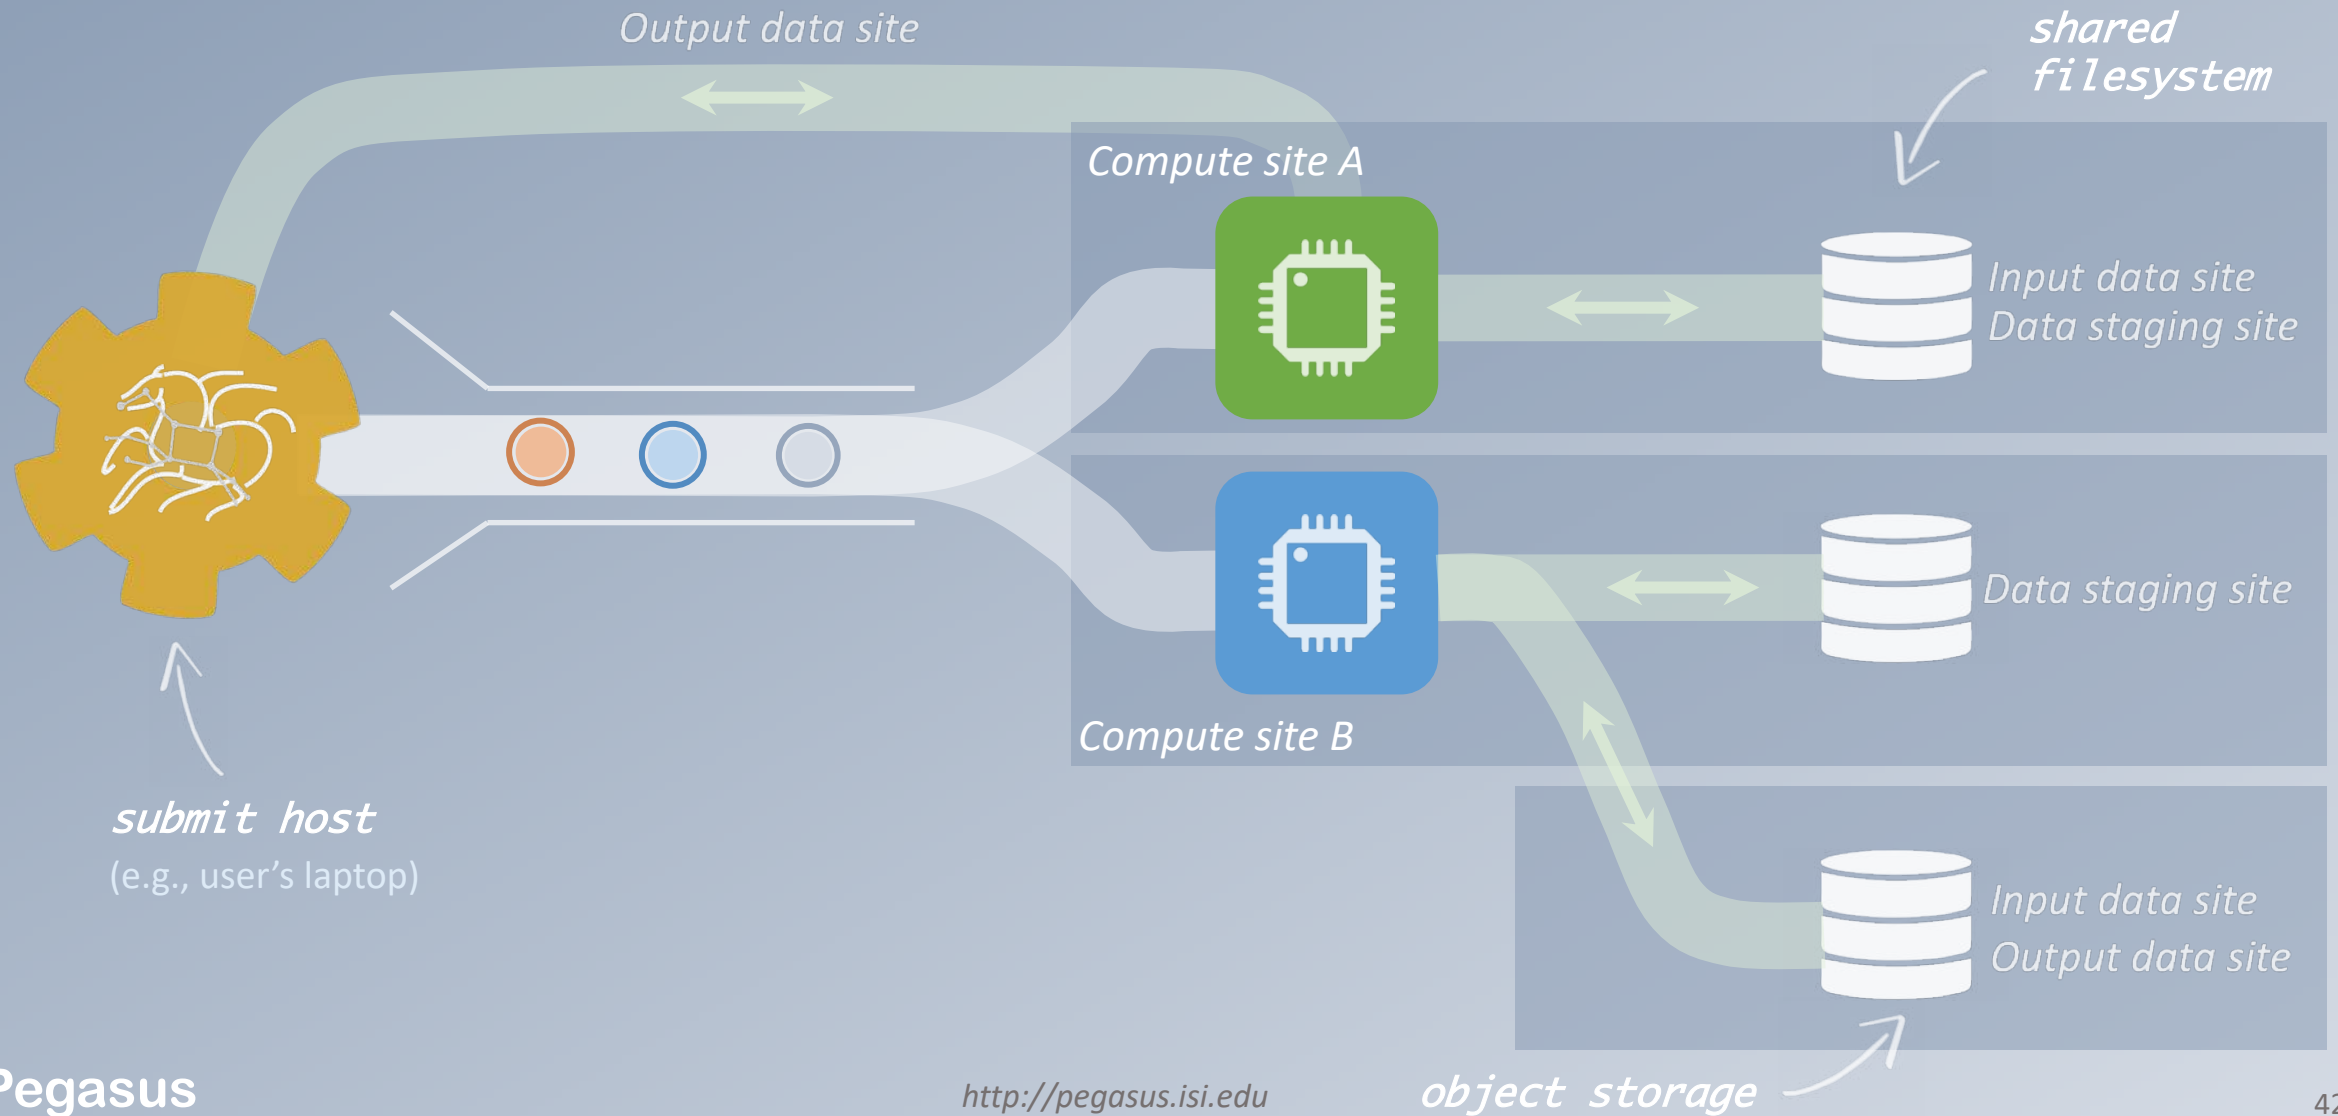 Output data site
shared
filesystem
Compute site A
Input data site
Data staging site
Data staging site
Compute site B
submit host
(e.g., user's laptop)
Input data site
Output data site
Pegasus
http://pegasus.isi.edu
object storage
42